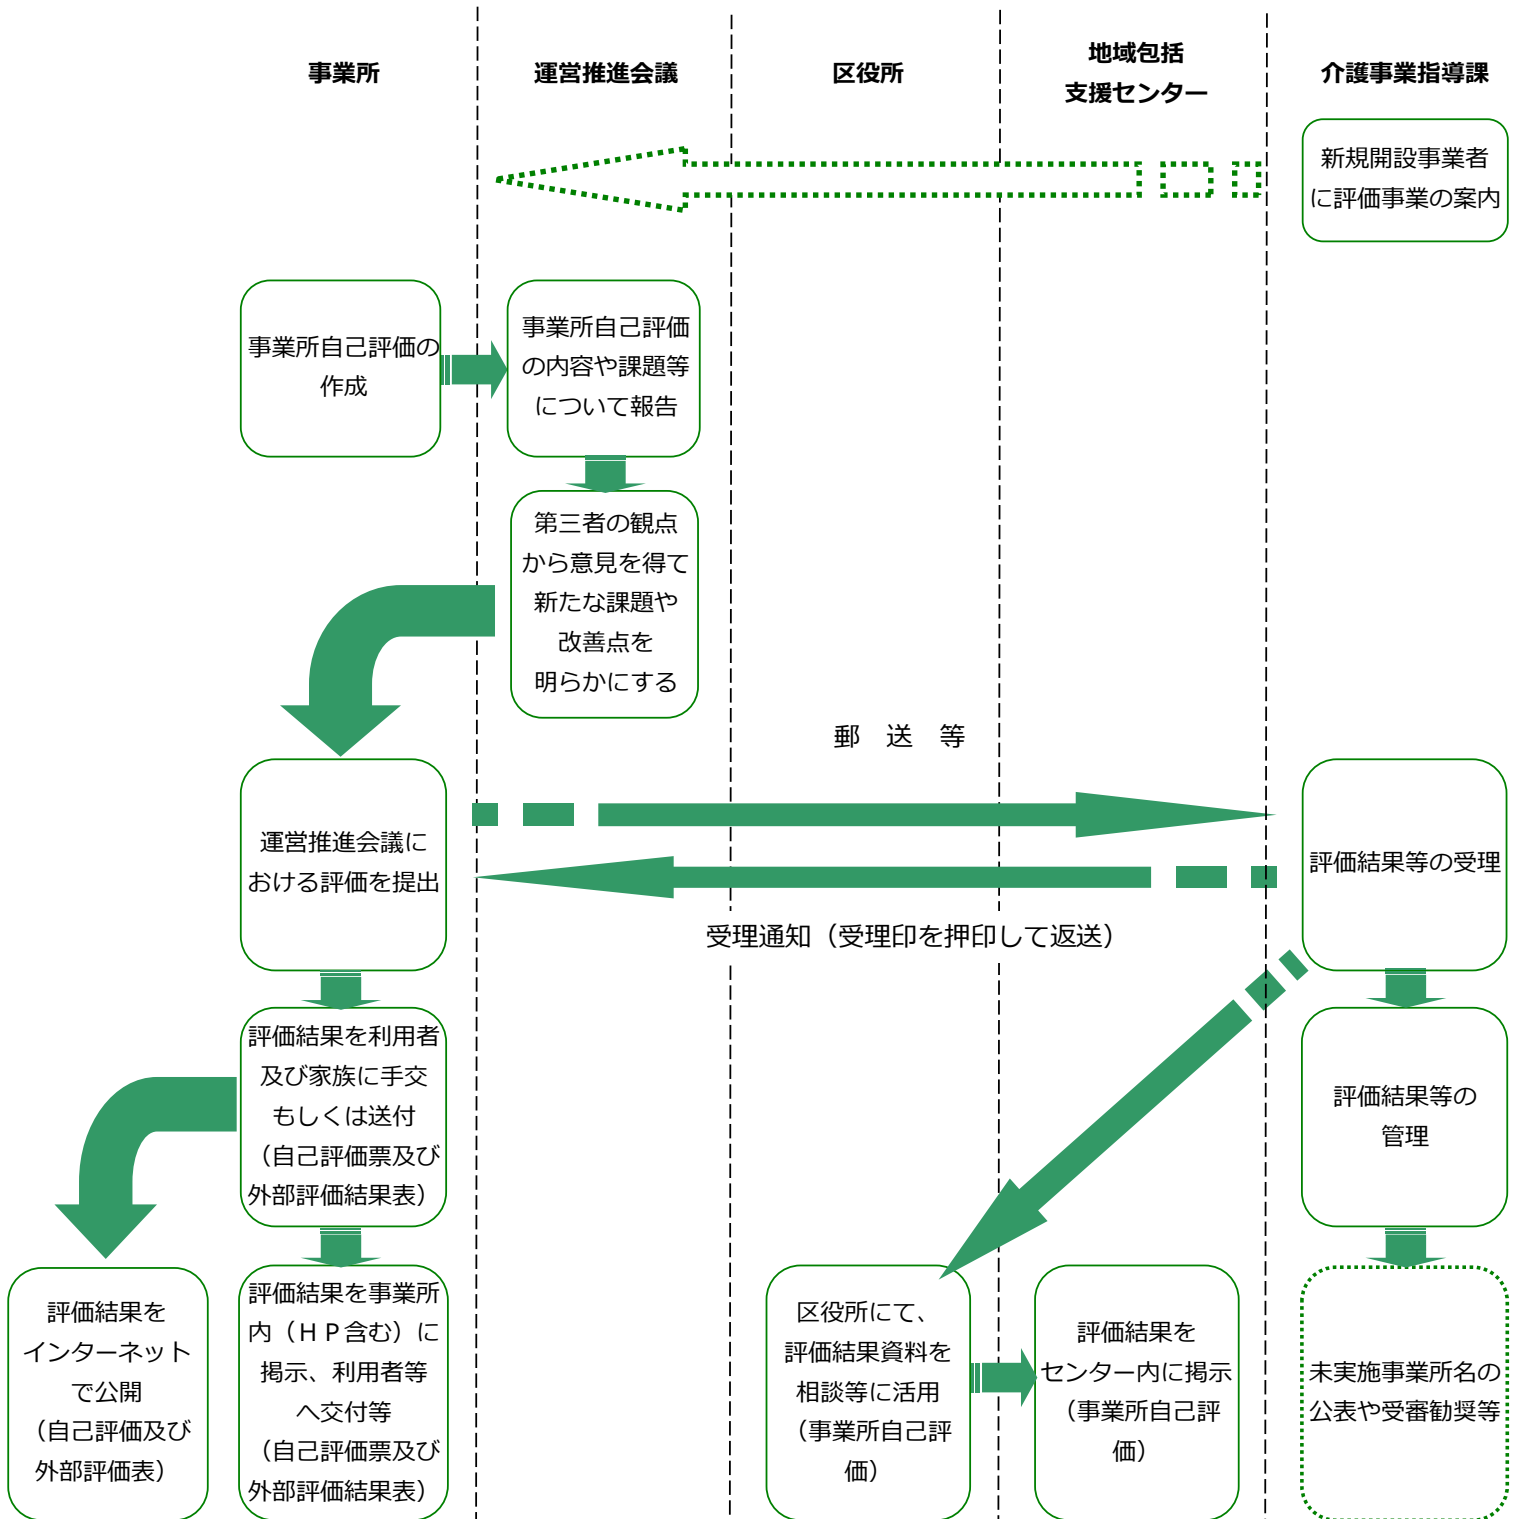 事業所
運営推進会議
区役所
地域包括
支援センター
介護事業指導課
新規開設事業者
に評価事業の案内
事業所自己評価の
作成
事業所自己評価
の内容や課題等
について報告
第三者の観点
から意見を得て
新たな課題や
改善点を
明らかにする
郵　送　等
運営推進会議に
おける評価を提出
評価結果等の受理
受理通知（受理印を押印して返送）
評価結果を利用者
及び家族に手交
もしくは送付
（自己評価票及び
外部評価結果表）
評価結果等の
管理
評価結果を
インターネット
で公開
（自己評価及び
外部評価表）
評価結果を事業所
内（ＨＰ含む）に
掲示、利用者等
へ交付等
（自己評価票及び
外部評価結果表）
区役所にて、
評価結果資料を
相談等に活用
（事業所自己評
価）
評価結果を
センター内に掲示
（事業所自己評
価）
未実施事業所名の
公表や受審勧奨等